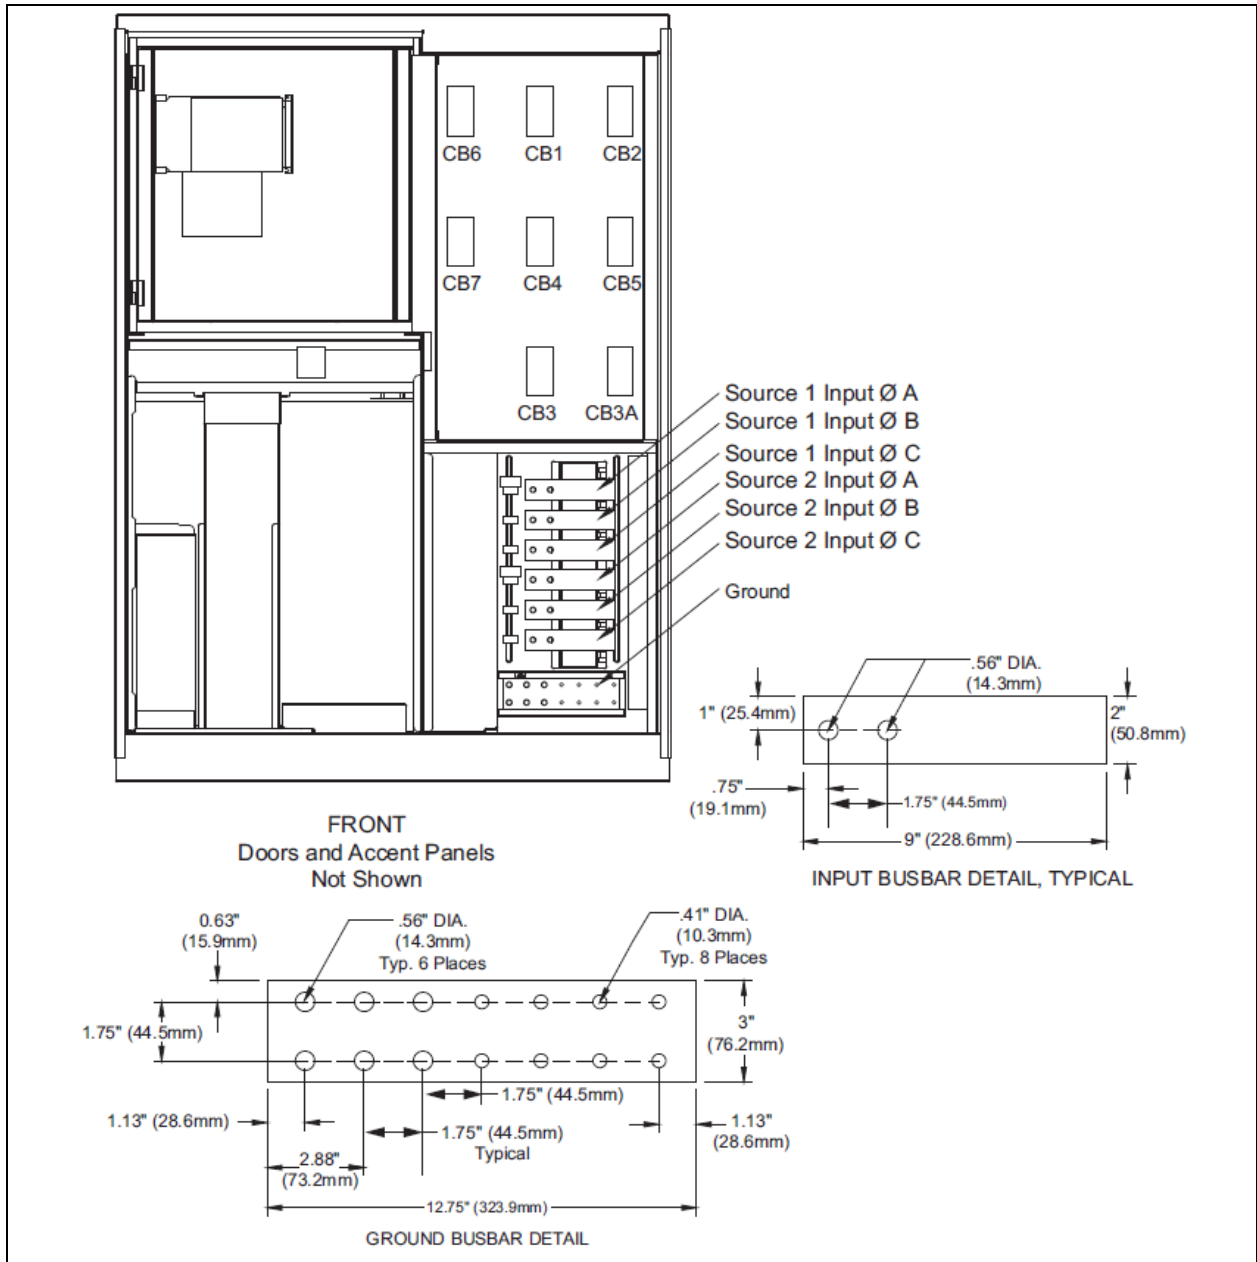 CB6 CB1 CB2
CB7 CB4 CB5
CB3 CB3A
Source 1 Input Ø A
Source 1 Input Ø B
Source 1 Input Ø C
Source 2 Input Ø A
Source 2 Input Ø B
Source 2 Input Ø C
Ground
.56" DIA.
(14.3mm)
1" (25.4mm)
2"
(50.8mm)
.75"
(19.1mm)
1.75" (44.5mm)
9" (228.6mm)
INPUT BUSBAR DETAIL, TYPICAL
FRONT
Doors and Accent Panels
Not Shown
0.63"
(15.9mm)
.56" DIA.
(14.3mm)
Typ. 6 Places
.41" DIA.
(10.3mm)
Typ. 8 Places
1.75" (44.5mm)
3"
(76.2mm)
1.75" (44.5mm)
1.13" (28.6mm)
1.75" (44.5mm)
Typical
1.13"
(28.6mm)
2.88"
(73.2mm)
12.75" (323.9mm)
GROUND BUSBAR DETAIL